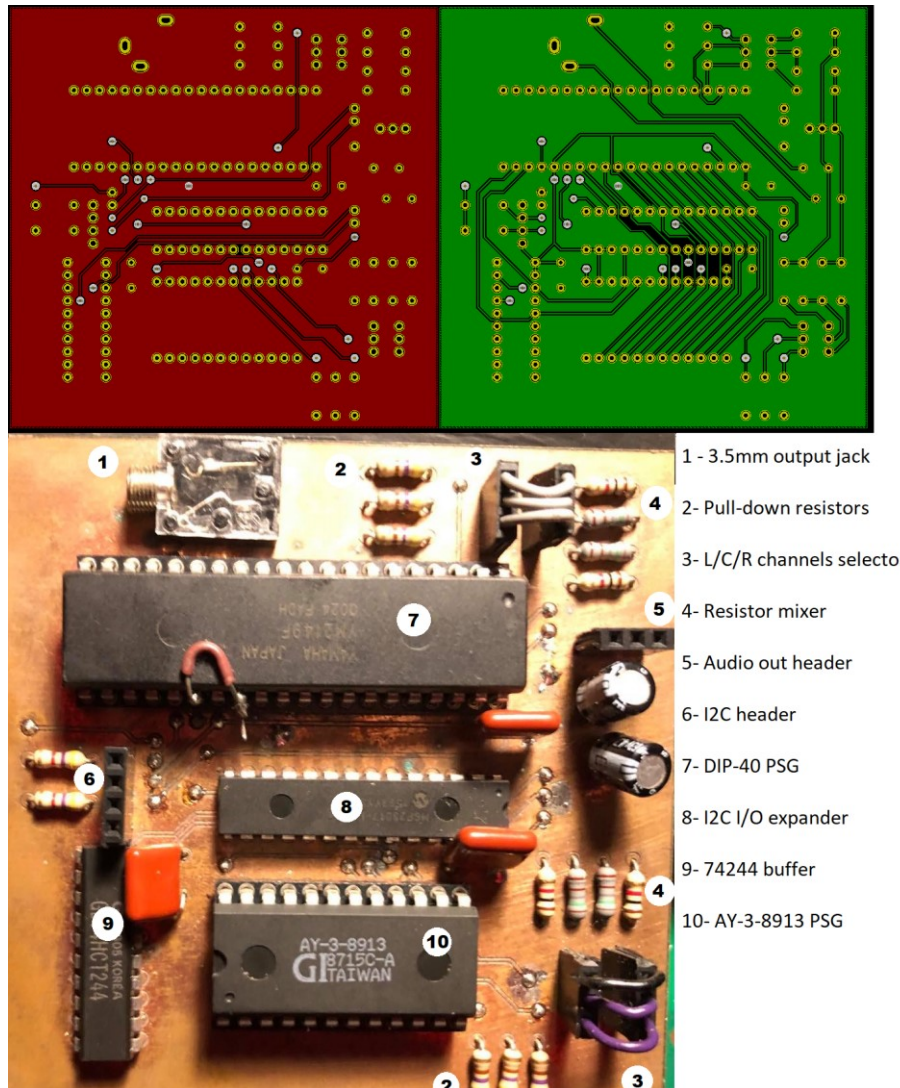 1
2
3
4
5
6
7
8
9
10
4
2
3
YM2149F
YAMAHA JAPAN
AY-3-8913
GI 8715C-A
TAIWAN
HCT244
KOREA
1 - 3.5mm output jack
2- Pull-down resistors
3- L/C/R channels selecto
4- Resistor mixer
5- Audio out header
6- I2C header
7- DIP-40 PSG
8- I2C I/O expander
9- 74244 buffer
10- AY-3-8913 PSG